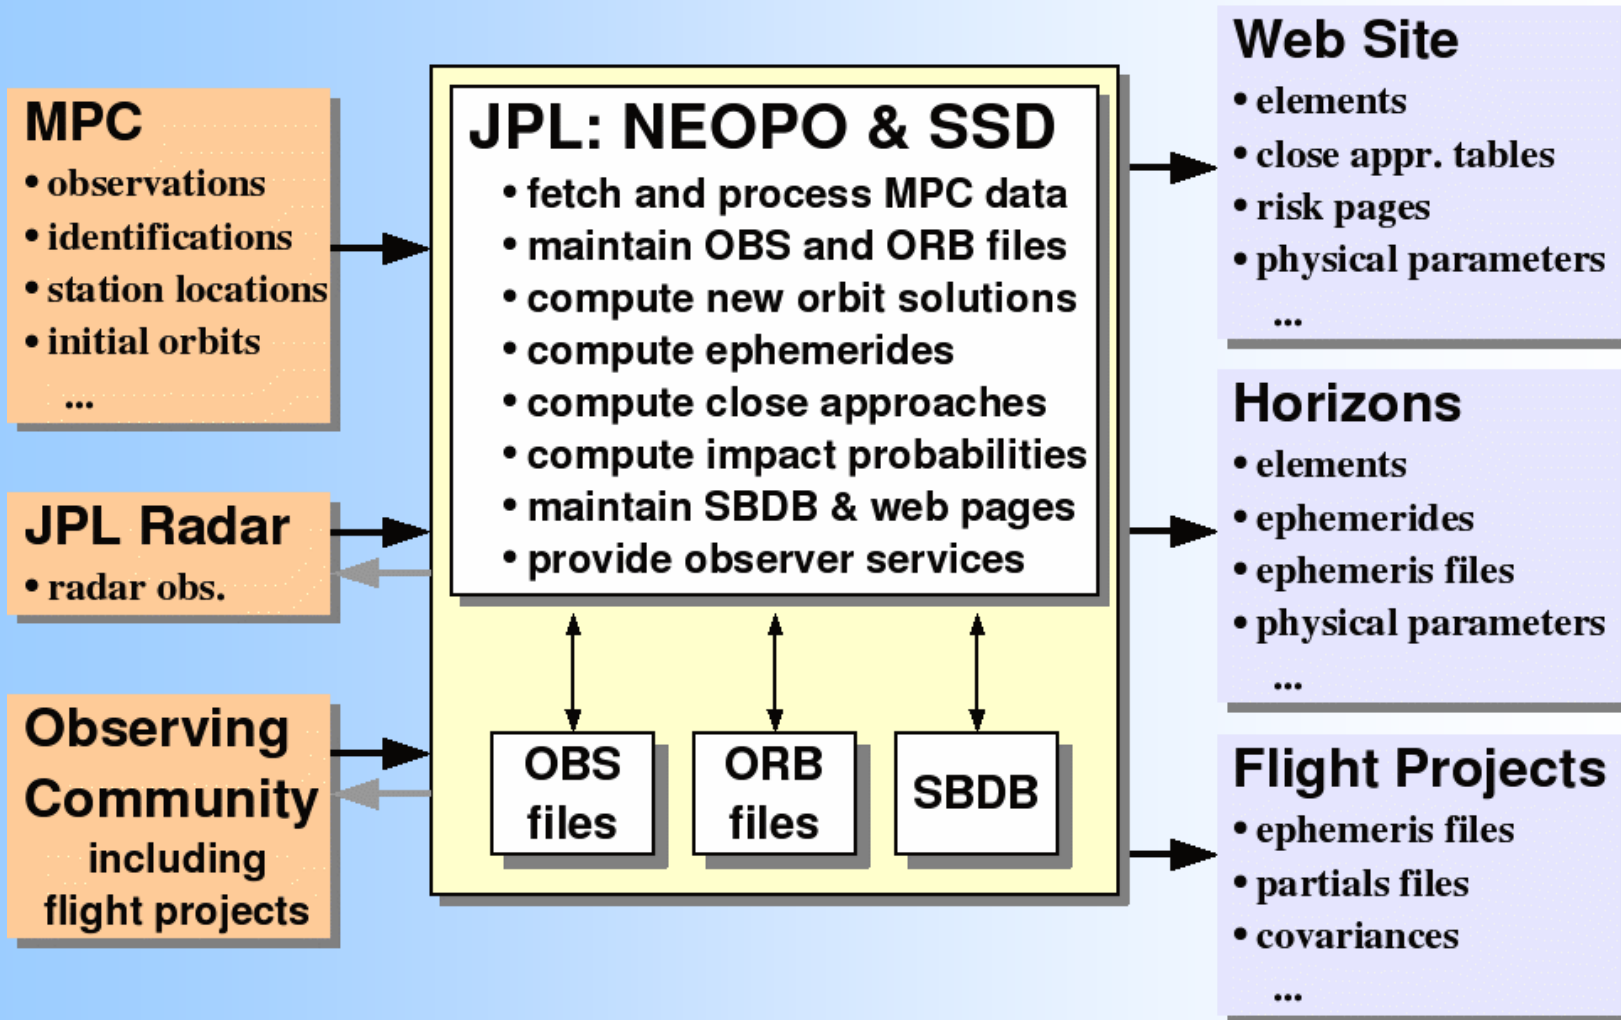 MPC
• observations
• identifications
• station locations
• initial orbits
...
JPL Radar
• radar obs.
Observing
Community
including
flight projects
JPL: NEOPO & SSD
• fetch and process MPC data
• maintain OBS and ORB files
• compute new orbit solutions
• compute ephemerides
• compute close approaches
• compute impact probabilities
• maintain SBDB & web pages
• provide observer services
OBS
files
ORB
files
SBDB
Web Site
• elements
• close appr. tables
• risk pages
• physical parameters
...
Horizons
• elements
• ephemerides
• ephemeris files
• physical parameters
...
Flight Projects
• ephemeris files
• partials files
• covariances
...